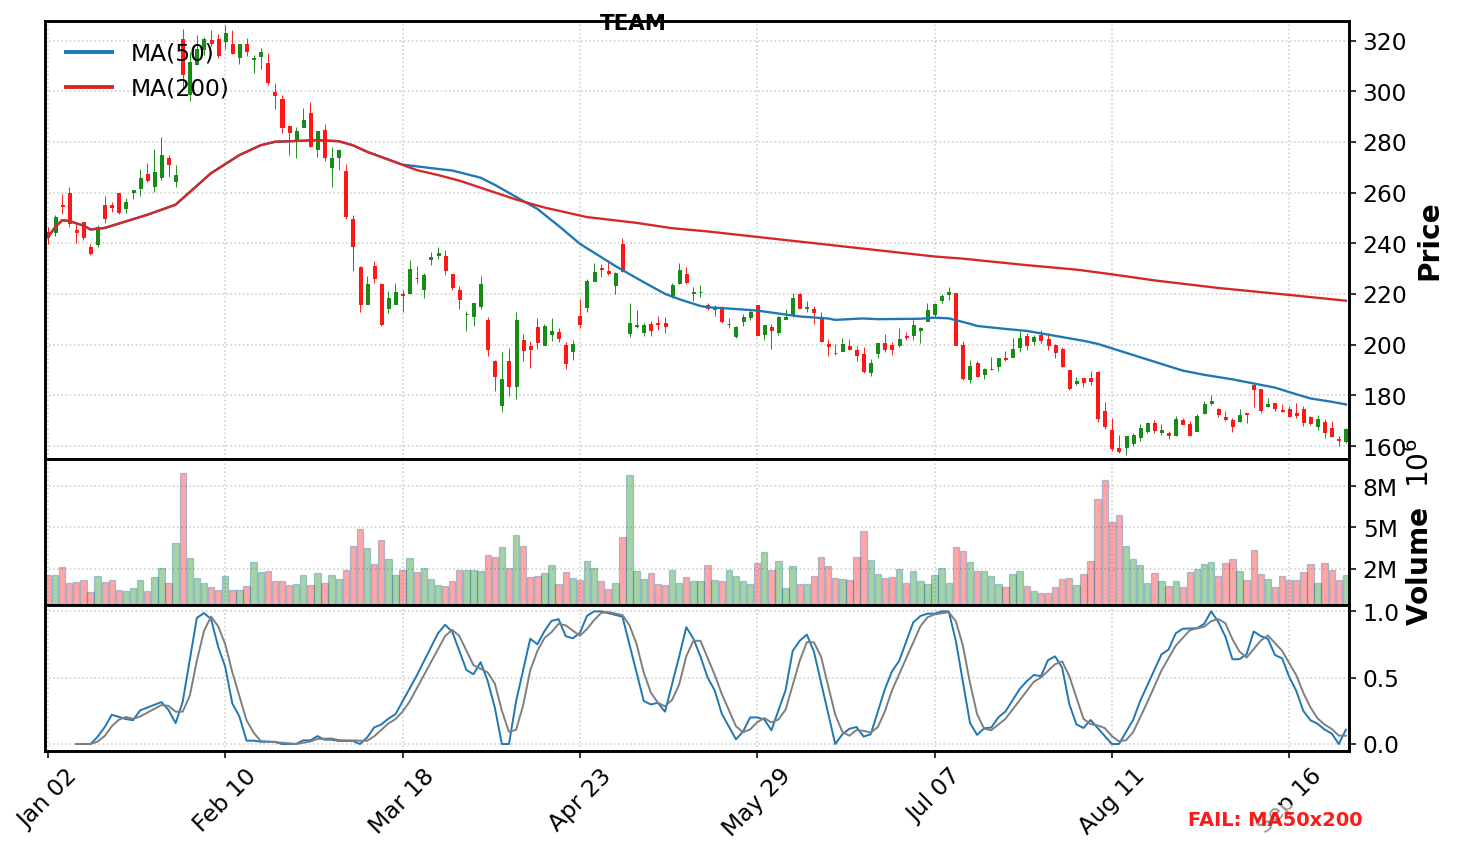 TEAM
MA(50)
MA(200)
320
300
280
260
240
220
200
180
160
Price
10⁶
8M
5M
2M
Volume
1.0
0.5
0.0
Jan 02
Feb 10
Mar 18
Apr 23
May 29
Jul 07
Aug 11
Sep 16
FAIL: MA50x200